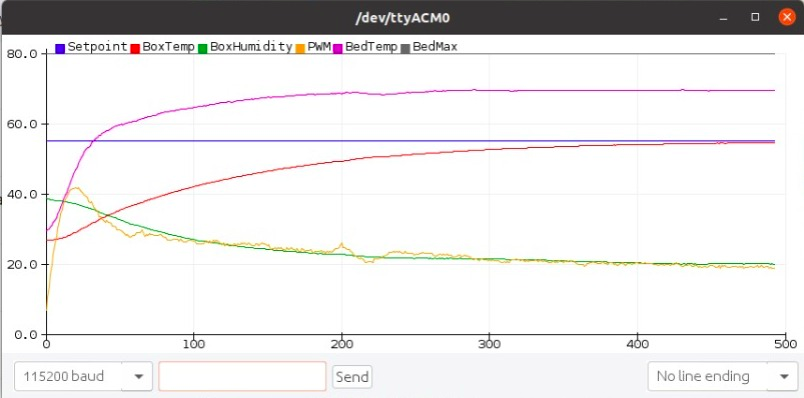 /dev/ttyACM0
Setpoint BoxTemp BoxHumidity PWM BedTemp BedMax
80.0
60.0
40.0
20.0
0.0
0 100 200 300 400 500
115200 baud Send No line ending